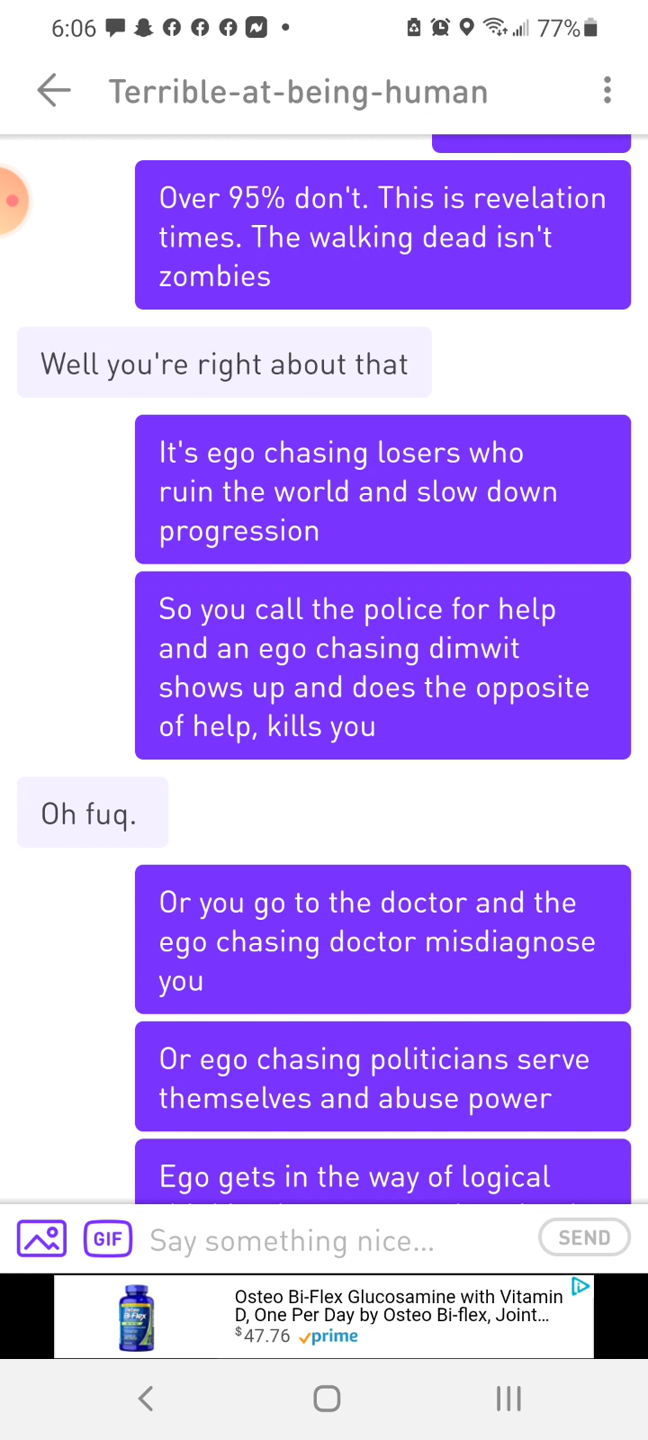 6:06
77%
Terrible-at-being-human
Over 95% don't. This is revelation
times. The walking dead isn't
zombies
Well you're right about that
It's ego chasing losers who
ruin the world and slow down
progression
So you call the police for help
and an ego chasing dimwit
shows up and does the opposite
of help, kills you
Oh fuq.
Or you go to the doctor and the
ego chasing doctor misdiagnose
you
Or ego chasing politicians serve
themselves and abuse power
Ego gets in the way of logical
GIF
Say something nice...
SEND
Osteo Bi-Flex Glucosamine with Vitamin
D, One Per Day by Osteo Bi-flex, Joint...
$47.76 prime